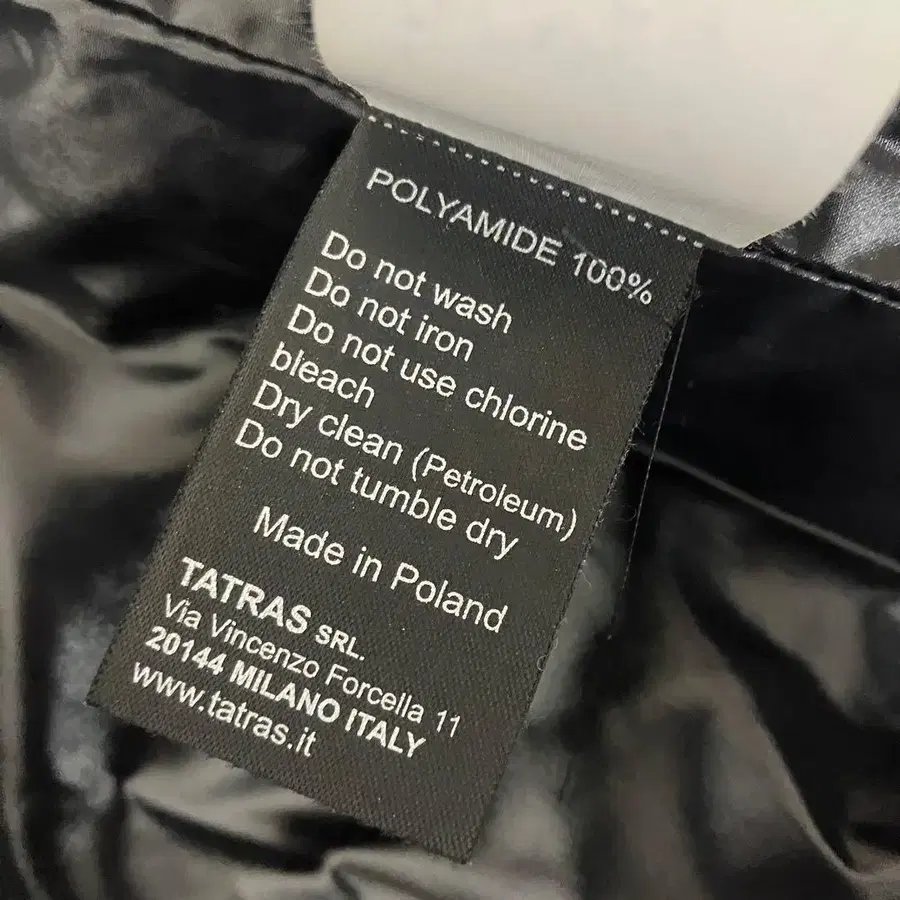 POLYAMIDE 100%
Do not wash
Do not iron
Do not use chlorine
bleach
Dry clean (Petroleum)
Do not tumble dry
Made in Poland
TATRAS SRL.
Via Vincenzo Forcella 11
20144 MILANO ITALY
www.tatras.it